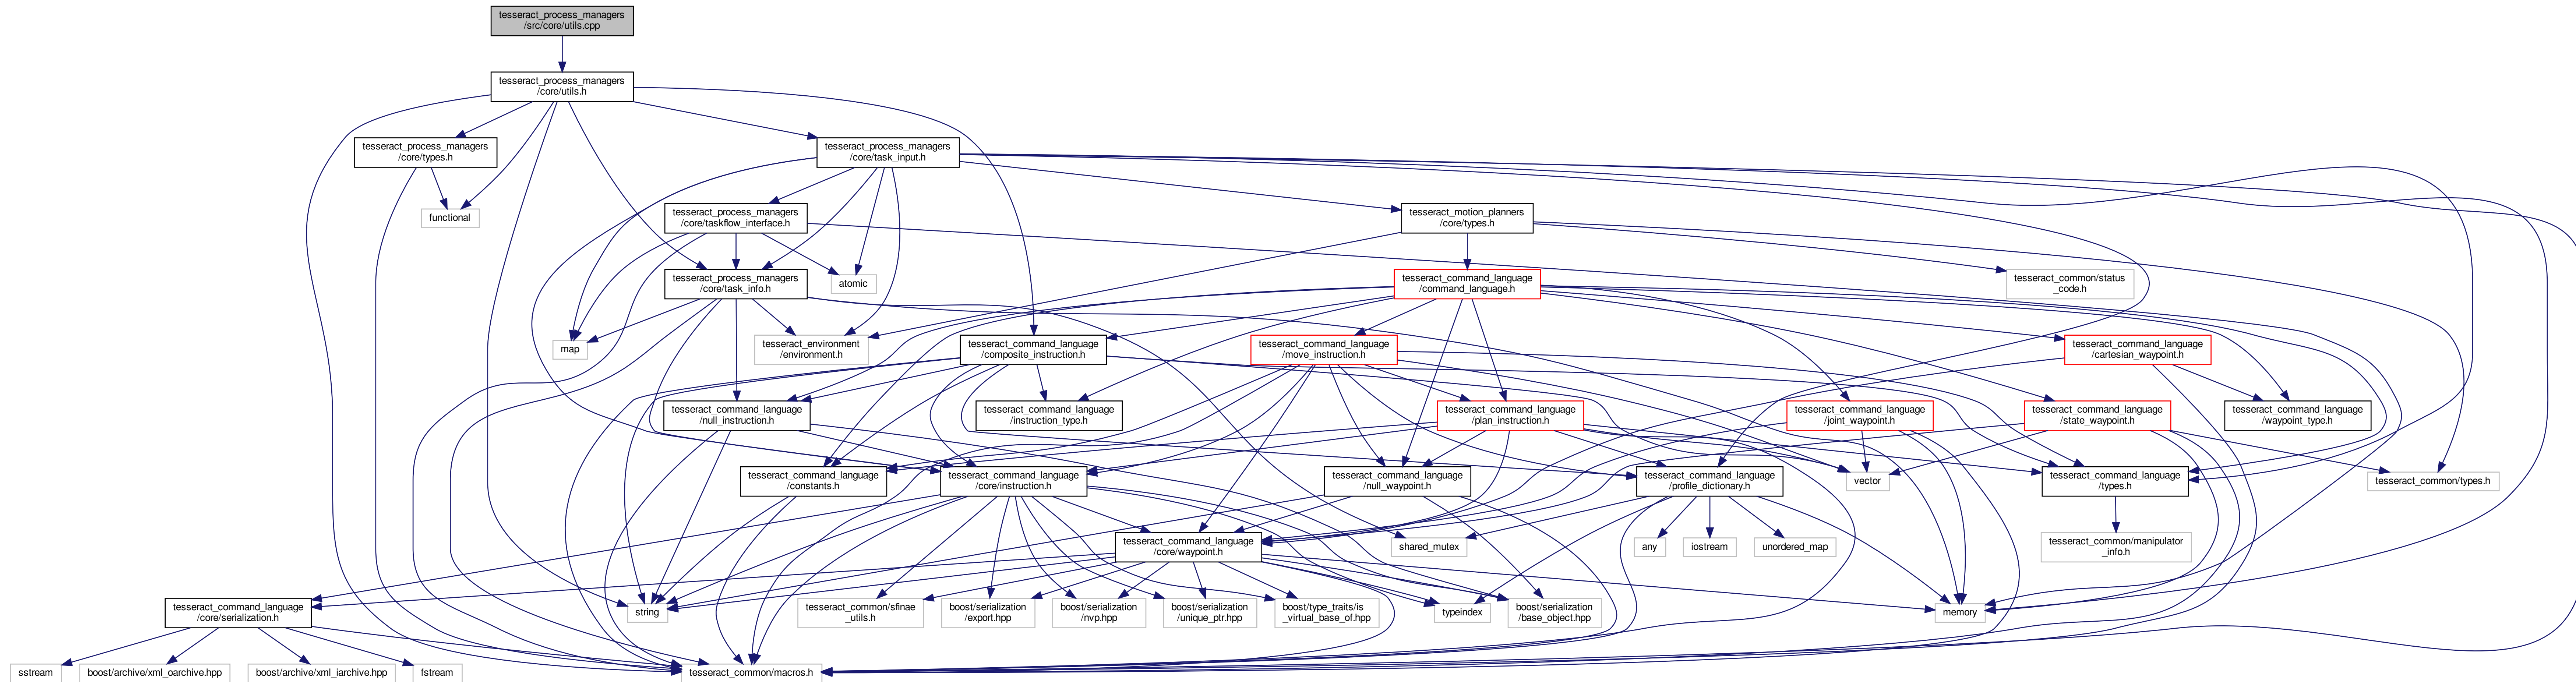 tesseract_process_managers
/src/core/utils.cpp
tesseract_process_managers
/core/utils.h
tesseract_process_managers
/core/types.h
tesseract_process_managers
/core/task_input.h
functional
tesseract_process_managers
/core/taskflow_interface.h
tesseract_motion_planners
/core/types.h
tesseract_process_managers
/core/task_info.h
atomic
tesseract_command_language
/command_language.h
tesseract_common/status
_code.h
map
tesseract_environment
/environment.h
tesseract_command_language
/composite_instruction.h
tesseract_command_language
/move_instruction.h
tesseract_command_language
/cartesian_waypoint.h
tesseract_command_language
/null_instruction.h
tesseract_command_language
/instruction_type.h
tesseract_command_language
/plan_instruction.h
tesseract_command_language
/joint_waypoint.h
tesseract_command_language
/state_waypoint.h
tesseract_command_language
/waypoint_type.h
tesseract_command_language
/constants.h
tesseract_command_language
/core/instruction.h
tesseract_command_language
/null_waypoint.h
tesseract_command_language
/profile_dictionary.h
vector
tesseract_command_language
/types.h
tesseract_common/types.h
tesseract_command_language
/core/waypoint.h
shared_mutex
any
iostream
unordered_map
tesseract_common/manipulator
_info.h
tesseract_command_language
/core/serialization.h
string
tesseract_common/sfinae
_utils.h
boost/serialization
/export.hpp
boost/serialization
/nvp.hpp
boost/serialization
/unique_ptr.hpp
boost/type_traits/is
_virtual_base_of.hpp
typeindex
boost/serialization
/base_object.hpp
memory
sstream
boost/archive/xml_oarchive.hpp
boost/archive/xml_iarchive.hpp
fstream
tesseract_common/macros.h